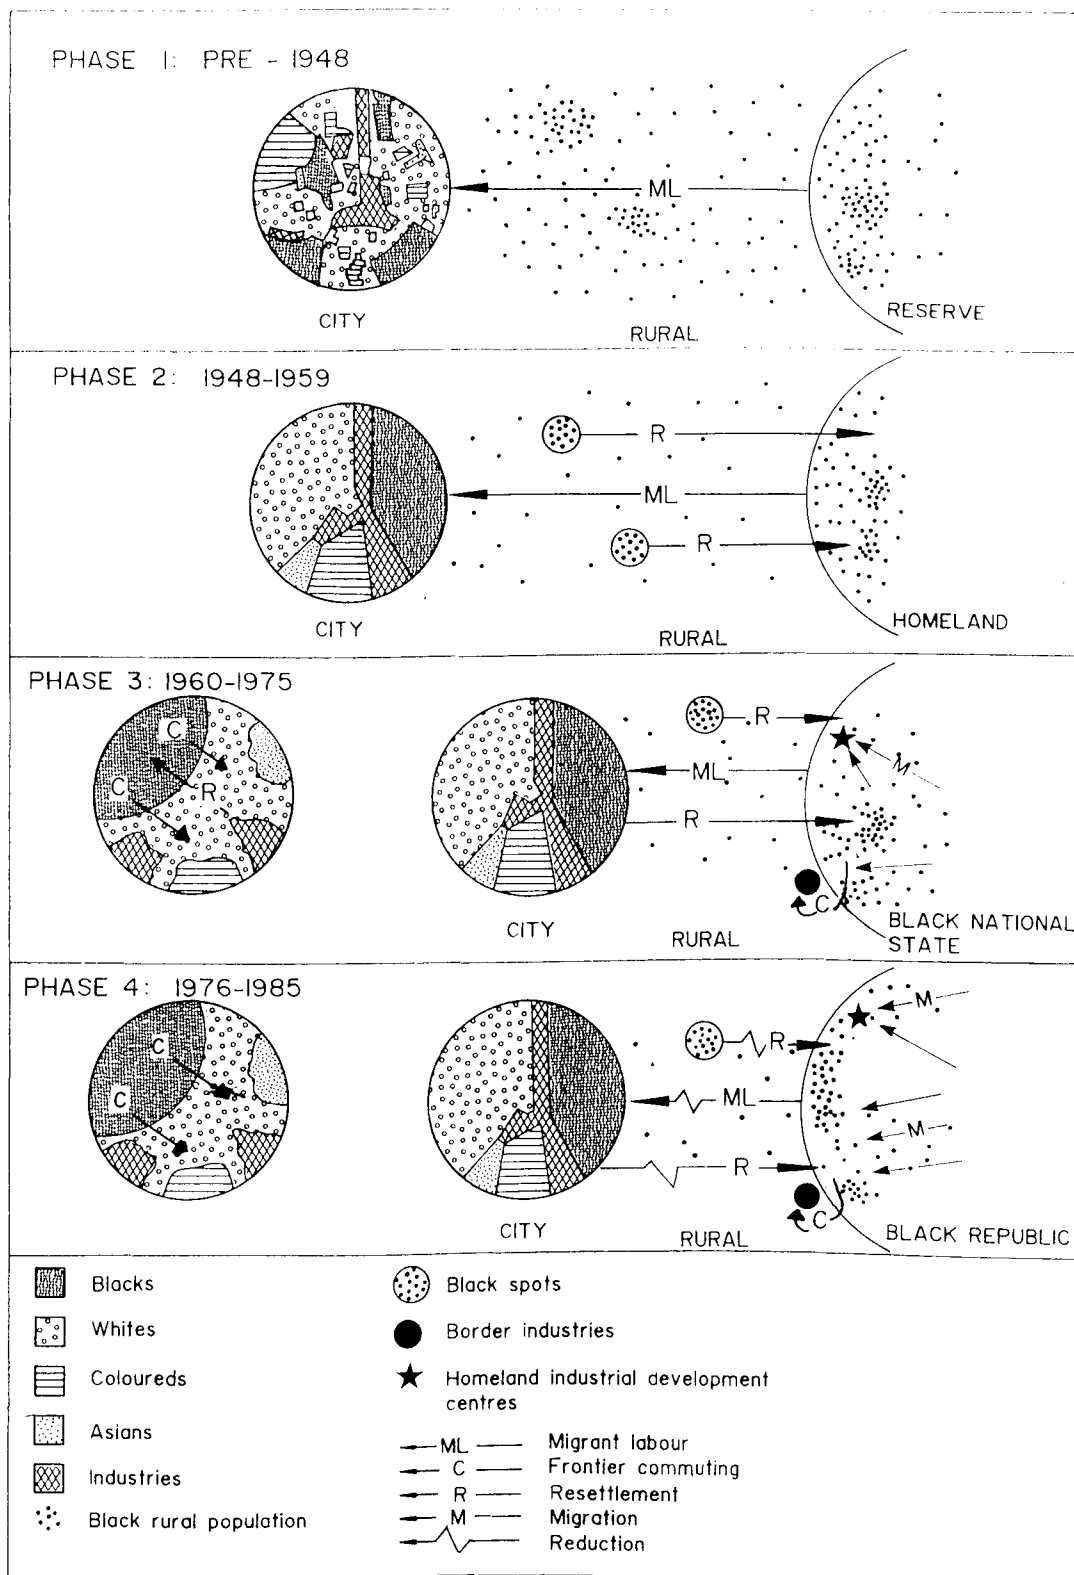 PHASE 1: PRE - 1948
ML
CITY
RURAL
RESERVE
PHASE 2: 1948-1959
R
ML
R
CITY
RURAL
HOMELAND
PHASE 3: 1960-1975
C
C
R
R
ML
R
M
C
CITY
RURAL
BLACK NATIONAL
STATE
PHASE 4: 1976-1985
C
C
R
ML
R
M
M
C
CITY
RURAL
BLACK REPUBLIC
Blacks
Whites
Coloureds
Asians
Industries
Black rural population
Black spots
Border industries
Homeland industrial development
centres
ML Migrant labour
C Frontier commuting
R Resettlement
M Migration
Reduction